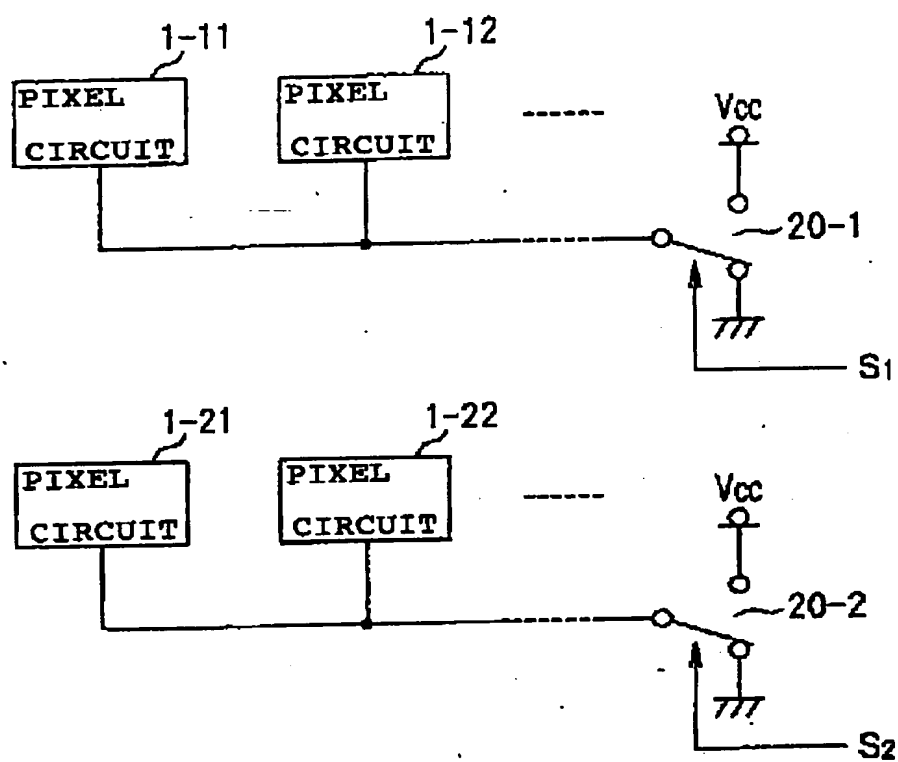 1-11
1-12
PIXEL
CIRCUIT
PIXEL
CIRCUIT
Vcc
20-1
S1
1-21
1-22
PIXEL
CIRCUIT
PIXEL
CIRCUIT
Vcc
20-2
S2